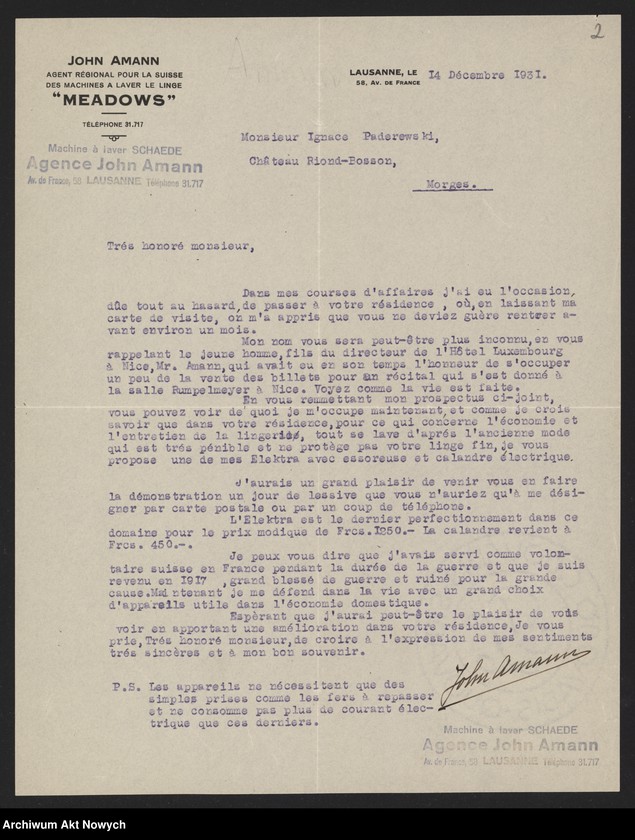 2
JOHN AMANN
AGENT RÉGIONAL POUR LA SUISSE
DES MACHINES A LAVER LE LINGE
"MEADOWS"
TÉLÉPHONE 31.717
Machine à laver SCHAEDE
Agence John Amann
Av. de France, 58 LAUSANNE Téléphone 31.717
LAUSANNE, LE 14 Décembre 1931.
58, AV. DE FRANCE
Monsieur Ignace Paderewski,
Château Riond-Bosson,
Morges.
Trés honoré monsieur,
Dans mes courses d'affaires j'ai eu l'occasion,
dûe tout au hasard, de passer à votre résidence , où, en laissant ma
carte de visite, on m'a appris que vous ne deviez guère rentrer a-
vant environ un mois.
Mon nom vous sera peut-être plus inconnu, en vous
rappelant le jeune homme, fils du directeur de l'Hôtel Luxembourg
à Nice, Mr. Amann, qui avait eu en son temps l'honneur de s'occuper
un peu de la vente des billets pour un récital qui s'est donné à
la salle Rumpelmeyer à Nice. Voyez comme la vie est faite.
En vous remmettant mon prospectus ci-joint,
vous pouvez voir de quoi je m'occupe maintenant, et comme je crois
savoir que dans votre résidence, pour ce qui concerne l'économie et
l'entretien de la lingerie, tout se lave d'aprés l'ancienne mode
qui est trés pénible et ne protège pas votre linge fin, je vous
propose une de mes Elektra avec essoreuse et calandre électrique.
J'aurais un grand plaisir de venir vous en faire
la démonstration un jour de lessive que vous n'auriez qu'à me dési-
gner par carte postale ou par un coup de téléphone.
L'Elektra est le dernier perfectionnement dans ce
domaine pour le prix modique de Frcs. 1250.- La calandre revient à
Frcs. 450.-.
Je peux vous dire que j'avais servi comme volon-
taire suisse en France pendant la durée de la guerre et que je suis
revenu en 1917 , grand blessé de guerre et ruiné pour la grande
cause. Maintenant je me défend dans la vie avec un grand choix
d'appareils utile dans l'économie domestique.
Espèrant que j'aurai peut-être le plaisir de vous
voir en apportant une amélioration dans votre résidence, Je vous
prie, Trés honoré monsieur, de croire à l'expression de mes sentiments
trés sincères et à mon bon souvenir.
John Amann
P.S. Les appareils ne nécessitent que des
simples prises comme les fers à repasser
et ne consomme pas plus de courant élec-
trique que ces derniers.
Machine à laver SCHAEDE
Agence John Amann
Av. de France, 58 LAUSANNE Téléphone 31.717
Archiwum Akt Nowych